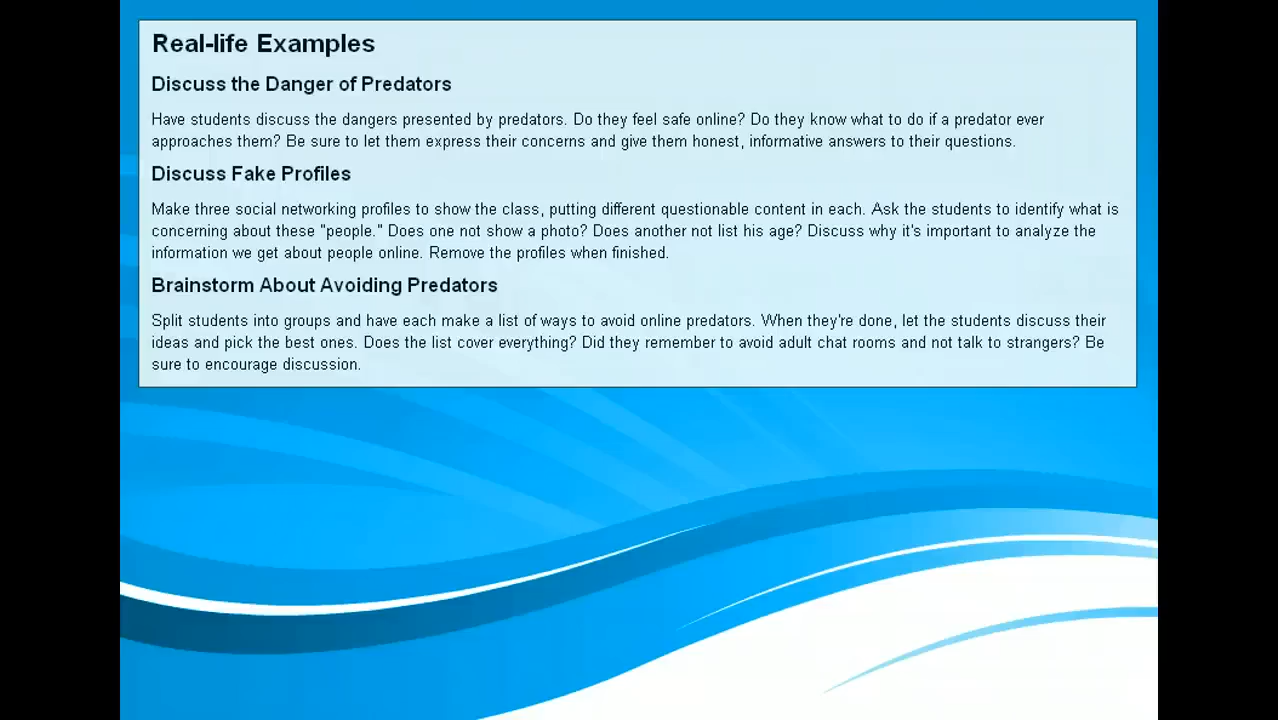 Real-life Examples
Discuss the Danger of Predators
Have students discuss the dangers presented by predators. Do they feel safe online? Do they know what to do if a predator ever
approaches them? Be sure to let them express their concerns and give them honest, informative answers to their questions.
Discuss Fake Profiles
Make three social networking profiles to show the class, putting different questionable content in each. Ask the students to identify what is
concerning about these "people." Does one not show a photo? Does another not list his age? Discuss why it's important to analyze the
information we get about people online. Remove the profiles when finished.
Brainstorm About Avoiding Predators
Split students into groups and have each make a list of ways to avoid online predators. When they're done, let the students discuss their
ideas and pick the best ones. Does the list cover everything? Did they remember to avoid adult chat rooms and not talk to strangers? Be
sure to encourage discussion.